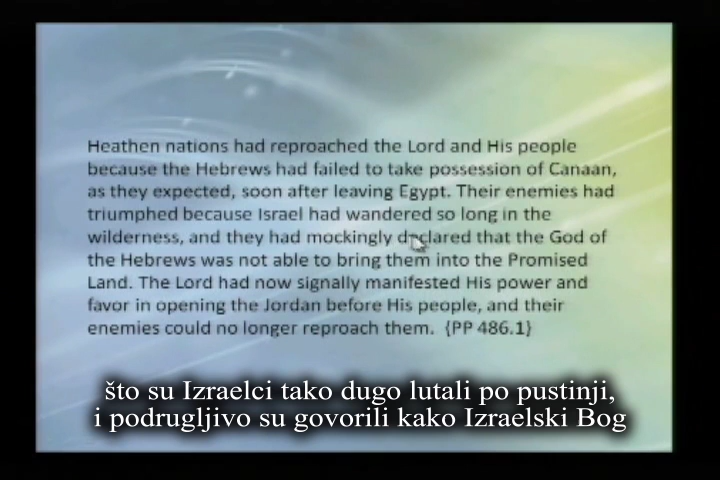 Heathen nations had reproached the Lord and His people
because the Hebrews had failed to take possession of Canaan,
as they expected, soon after leaving Egypt. Their enemies had
triumphed because Israel had wandered so long in the
wilderness, and they had mockingly declared that the God of
the Hebrews was not able to bring them into the Promised
Land. The Lord had now signally manifested His power and
favor in opening the Jordan before His people, and their
enemies could no longer reproach them. {PP 486.1}
što su Izraelci tako dugo lutali po pustinji,
i podrugljivo su govorili kako Izraelski Bog